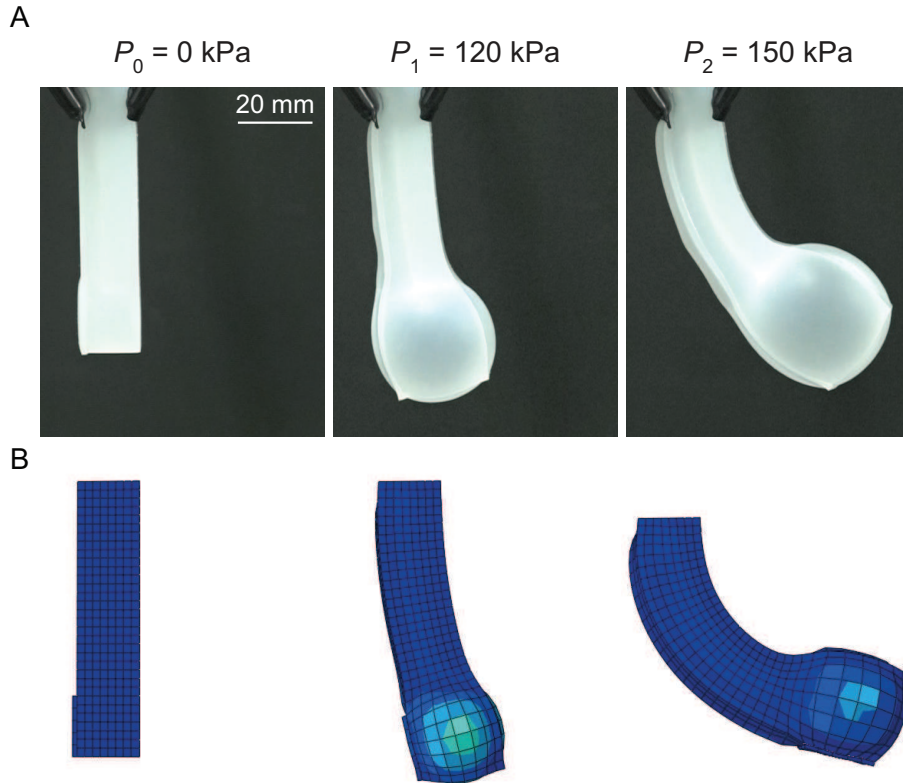 A
P₀ = 0 kPa
P₁ = 120 kPa
P₂ = 150 kPa
20 mm
B